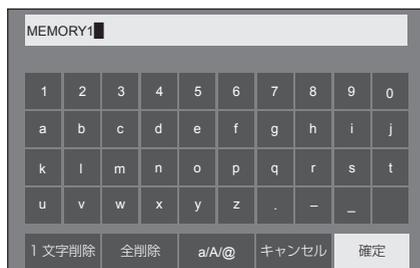 MEMORY1
1 2 3 4 5 6 7 8 9 0
a b c d e f g h i j
k l m n o p q r s t
u v w x y z . – _
1文字削除 全削除 a/A/@ キャンセル 確定